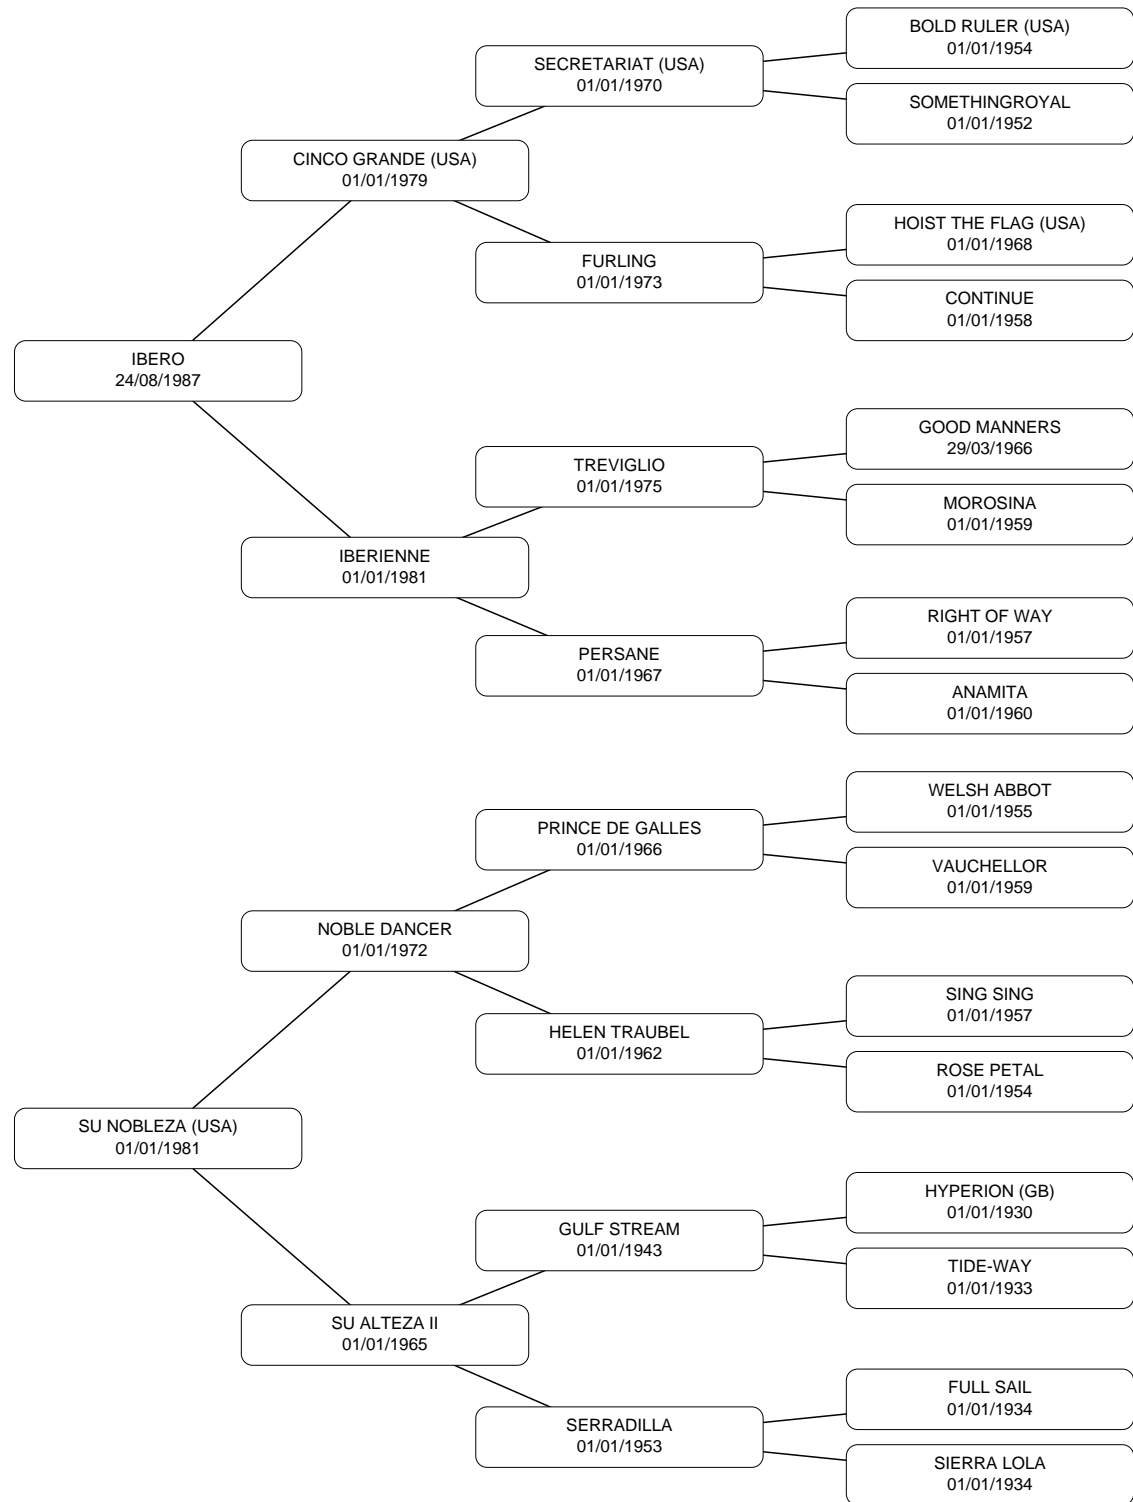 BOLD RULER (USA)
01/01/1954
SECRETARIAT (USA)
01/01/1970
SOMETHINGROYAL
01/01/1952
CINCO GRANDE (USA)
01/01/1979
HOIST THE FLAG (USA)
01/01/1968
FURLING
01/01/1973
CONTINUE
01/01/1958
IBERO
24/08/1987
GOOD MANNERS
29/03/1966
TREVIGLIO
01/01/1975
MOROSINA
01/01/1959
IBERIENNE
01/01/1981
RIGHT OF WAY
01/01/1957
PERSANE
01/01/1967
ANAMITA
01/01/1960
WELSH ABBOT
01/01/1955
PRINCE DE GALLES
01/01/1966
VAUCHELLOR
01/01/1959
NOBLE DANCER
01/01/1972
SING SING
01/01/1957
HELEN TRAUBEL
01/01/1962
ROSE PETAL
01/01/1954
SU NOBLEZA (USA)
01/01/1981
HYPERION (GB)
01/01/1930
GULF STREAM
01/01/1943
TIDE-WAY
01/01/1933
SU ALTEZA II
01/01/1965
FULL SAIL
01/01/1934
SERRADILLA
01/01/1953
SIERRA LOLA
01/01/1934